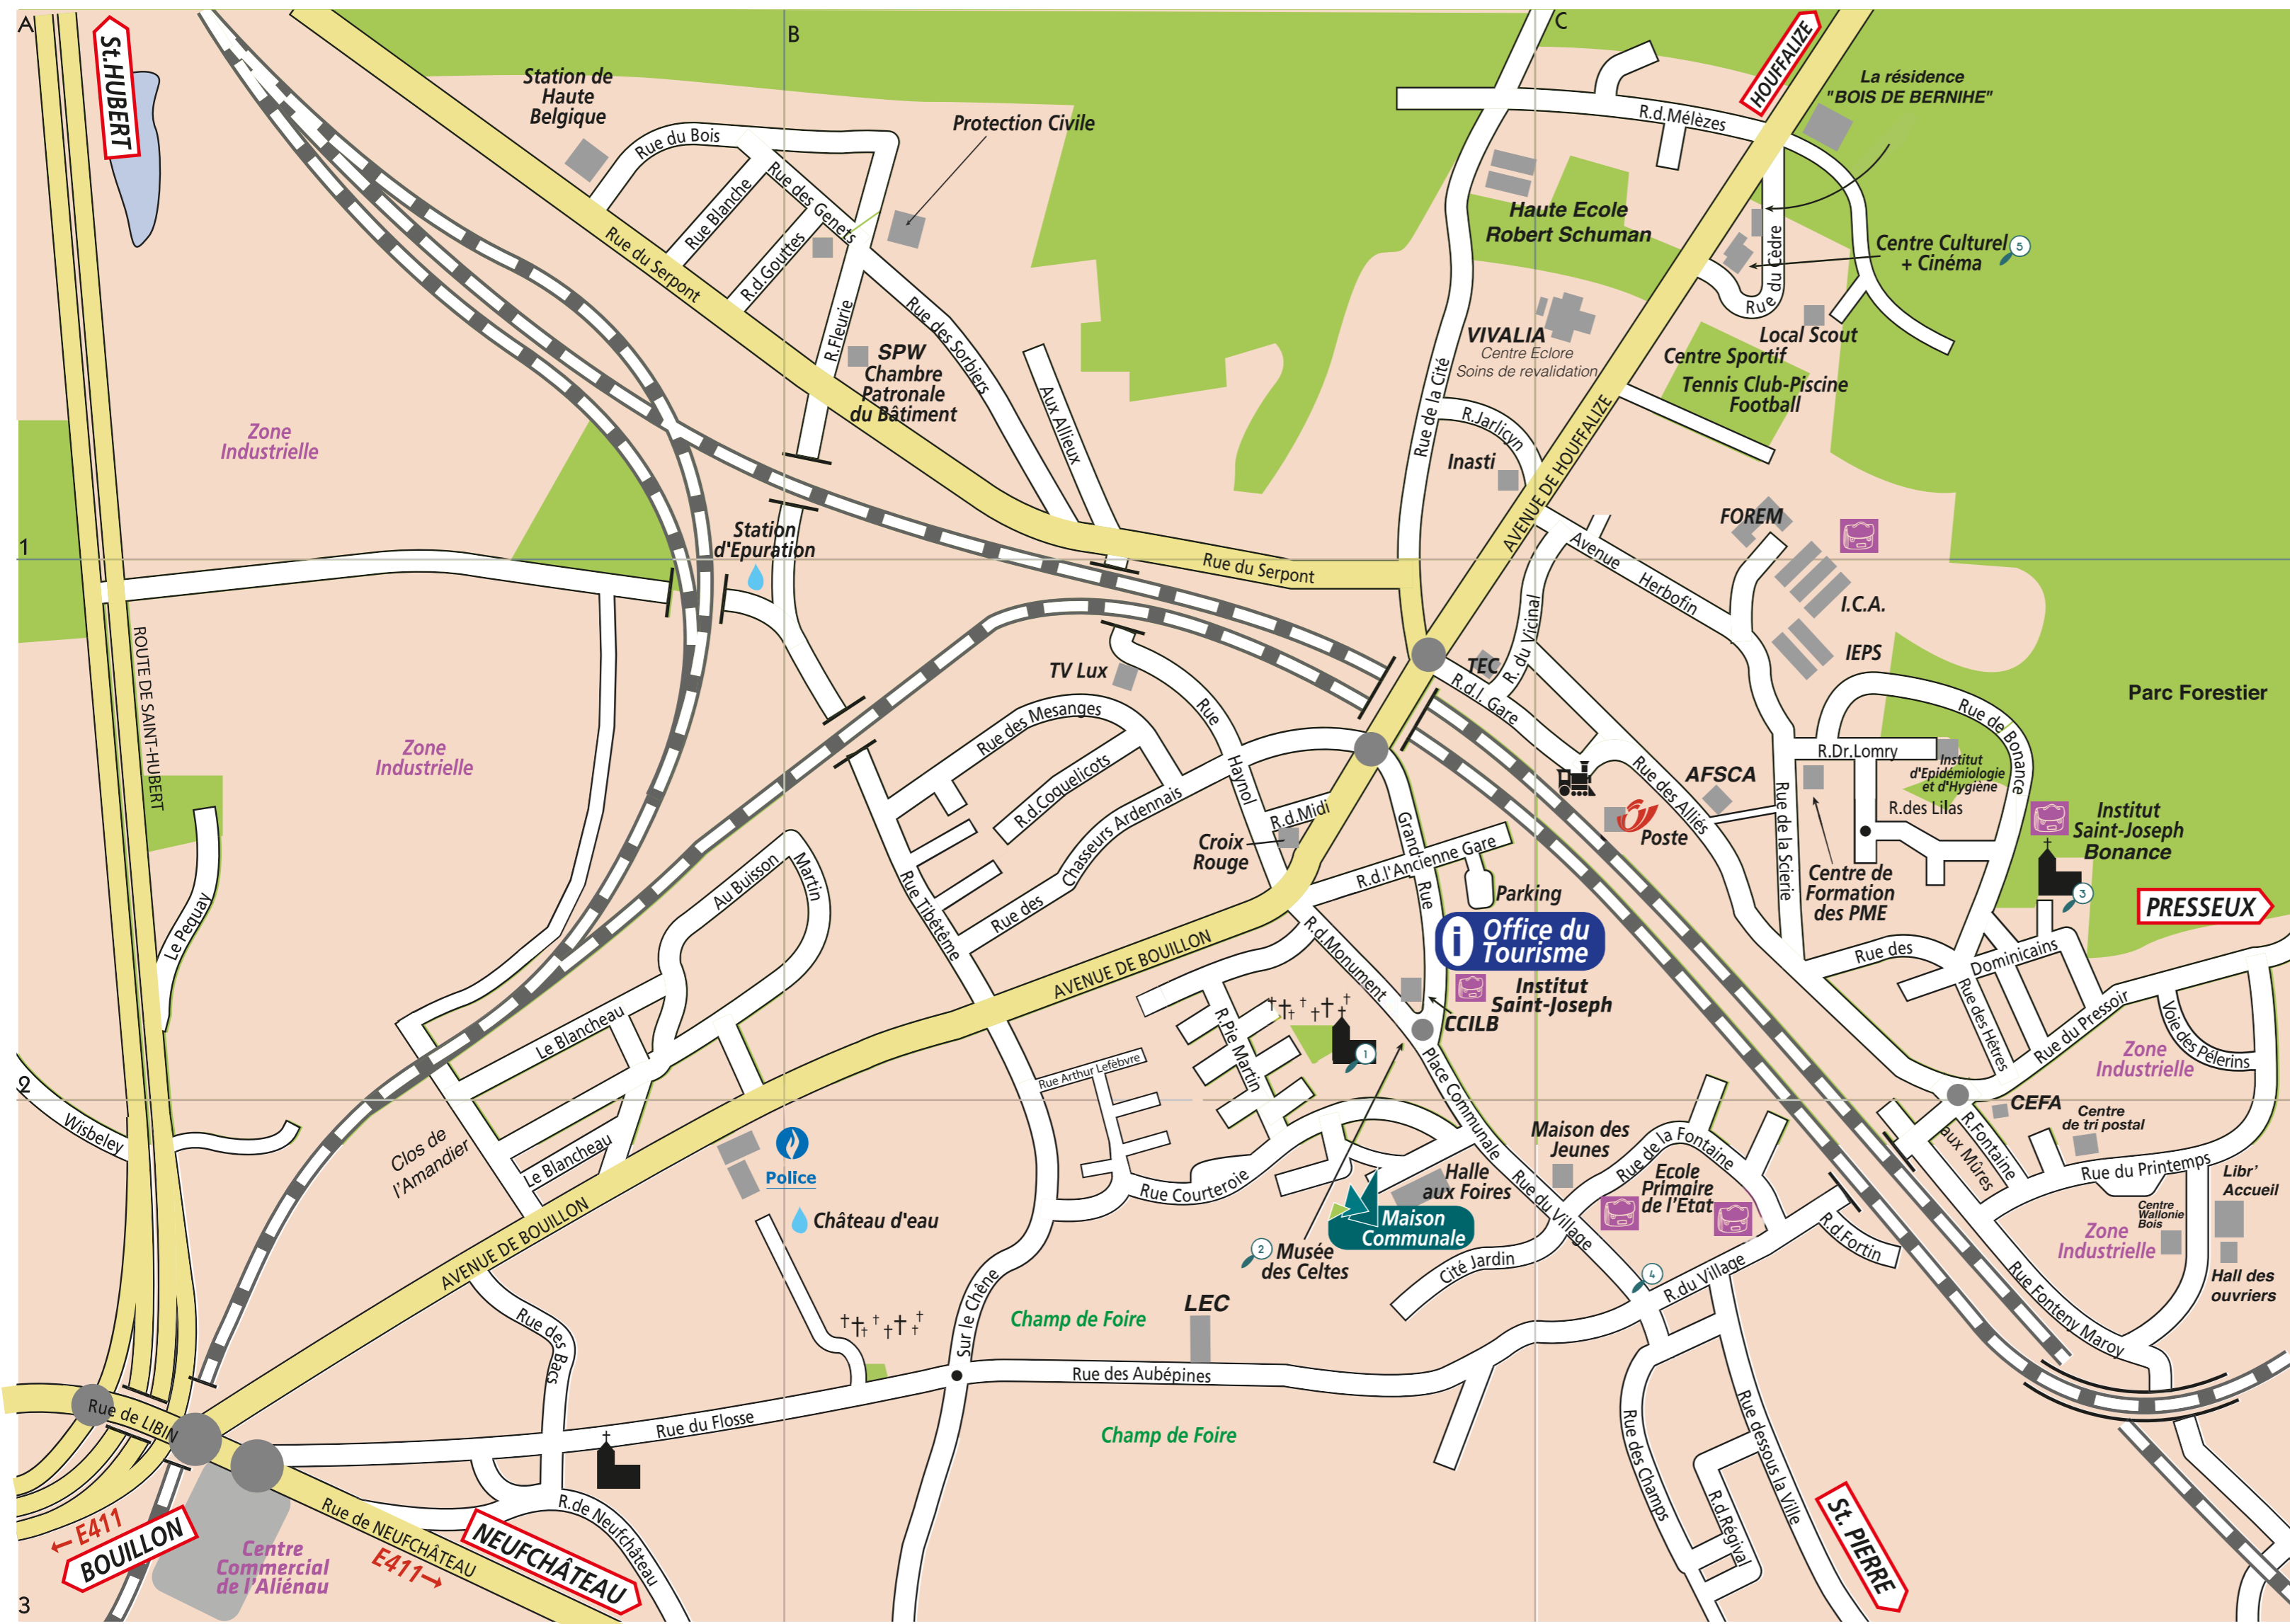 A
B
C
1
2
3
St.HUBERT
HOUFFALIZE
PRESSEUX
St. PIERRE
NEUFCHÂTEAU
BOUILLON
← E411
E411→
Station de
Haute
Belgique
Rue du Bois
Protection Civile
Rue Blanche
Rue des Genets
R.d.Gouttes
Rue du Serpont
R.Fleurie
Rue des Sorbiers
SPW
Chambre
Patronale
du Bâtiment
Aux Allieux
Zone
Industrielle
Station
d'Epuration
Rue du Serpont
R.d.Mélèzes
La résidence
"BOIS DE BERNIHE"
Haute Ecole
Robert Schuman
Centre Culturel
+ Cinéma
5
Rue du Cèdre
Local Scout
VIVALIA
Centre Eclore
Soins de revalidation
Centre Sportif
Tennis Club-Piscine
Football
Rue de la Cité
R.Jarlicyn
Inasti
AVENUE DE HOUFFALIZE
FOREM
Avenue Herbofin
I.C.A.
IEPS
R. du Vicinal
TEC
R.d.l. Gare
Parc Forestier
Rue de Bonance
R.Dr.Lomry
Institut
d'Epidémiologie
et d'Hygiène
R.des Lilas
Institut
Saint-Joseph
Bonance
3
AFSCA
Rue des Alliés
Rue de la Scierie
Poste
Centre de
Formation
des PME
ROUTE DE SAINT-HUBERT
Zone
Industrielle
Le Pequay
TV Lux
Rue Haynol
Rue des Mesanges
R.d.Coquelicots
Rue des Chasseurs Ardennais
R.d.Midi
Croix
Rouge
Grand Rue
R.d.l'Ancienne Gare
Parking
i
Office du
Tourisme
Institut
Saint-Joseph
CCILB
R.d.Monument
Au Buisson
Martin
Rue Tibêtême
AVENUE DE BOUILLON
R.Pie Martin
1
Le Blancheau
Rue Arthur Lefèbvre
Place Communale
Rue des Dominicains
Rue des Hêtres
Rue du Pressoir
Voie des Pélerins
Zone
Industrielle
CEFA
Centre
de tri postal
R.Fontaine
aux Mûres
Rue du Printemps
Libr'
Accueil
Centre
Wallonie
Bois
Zone
Industrielle
Hall des
ouvriers
Rue Fonteny Maroy
Wisbeley
Clos de
l'Amandier
Le Blancheau
Police
Château d'eau
AVENUE DE BOUILLON
Rue Courteroie
Halle
aux Foires
Maison
Communale
2
Musée
des Celtes
Maison des
Jeunes
Rue de la Fontaine
Ecole
Primaire
de l'Etat
Rue du Village
Cité Jardin
4
R.du Village
R.d.Fortin
Sur le Chêne
Champ de Foire
LEC
Rue des Aubépines
Champ de Foire
Rue des Bacs
Rue du Flosse
Rue de LIBIN
Rue de NEUFCHÂTEAU
R.de Neufchâteau
Centre
Commercial
de l'Aliénau
Rue des Champs
Rue dessous la Ville
R.d.Régival